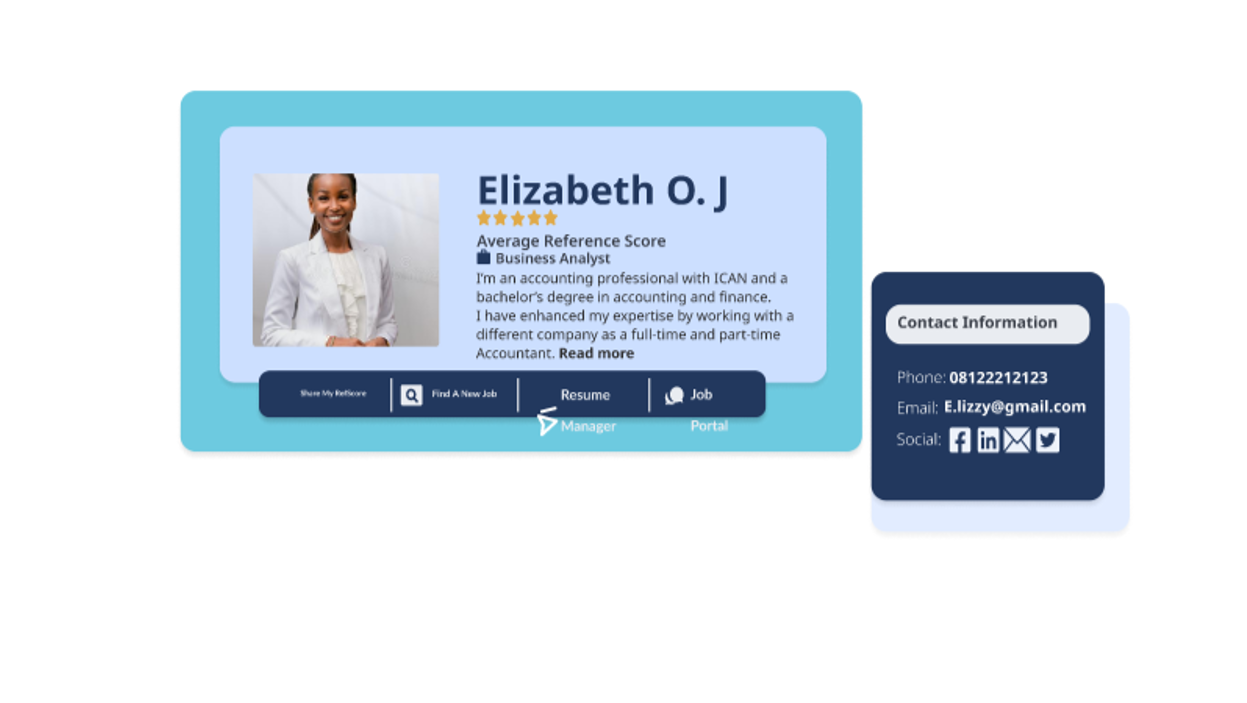 Elizabeth O. J
Average Reference Score
Business Analyst
I'm an accounting professional with ICAN and a
bachelor's degree in accounting and finance.
I have enhanced my expertise by working with a
different company as a full-time and part-time
Accountant. Read more
Share My RefScore
Find A New Job
Resume
Manager
Job
Portal
Contact Information
Phone: 08122212123
Email: E.lizzy@gmail.com
Social: